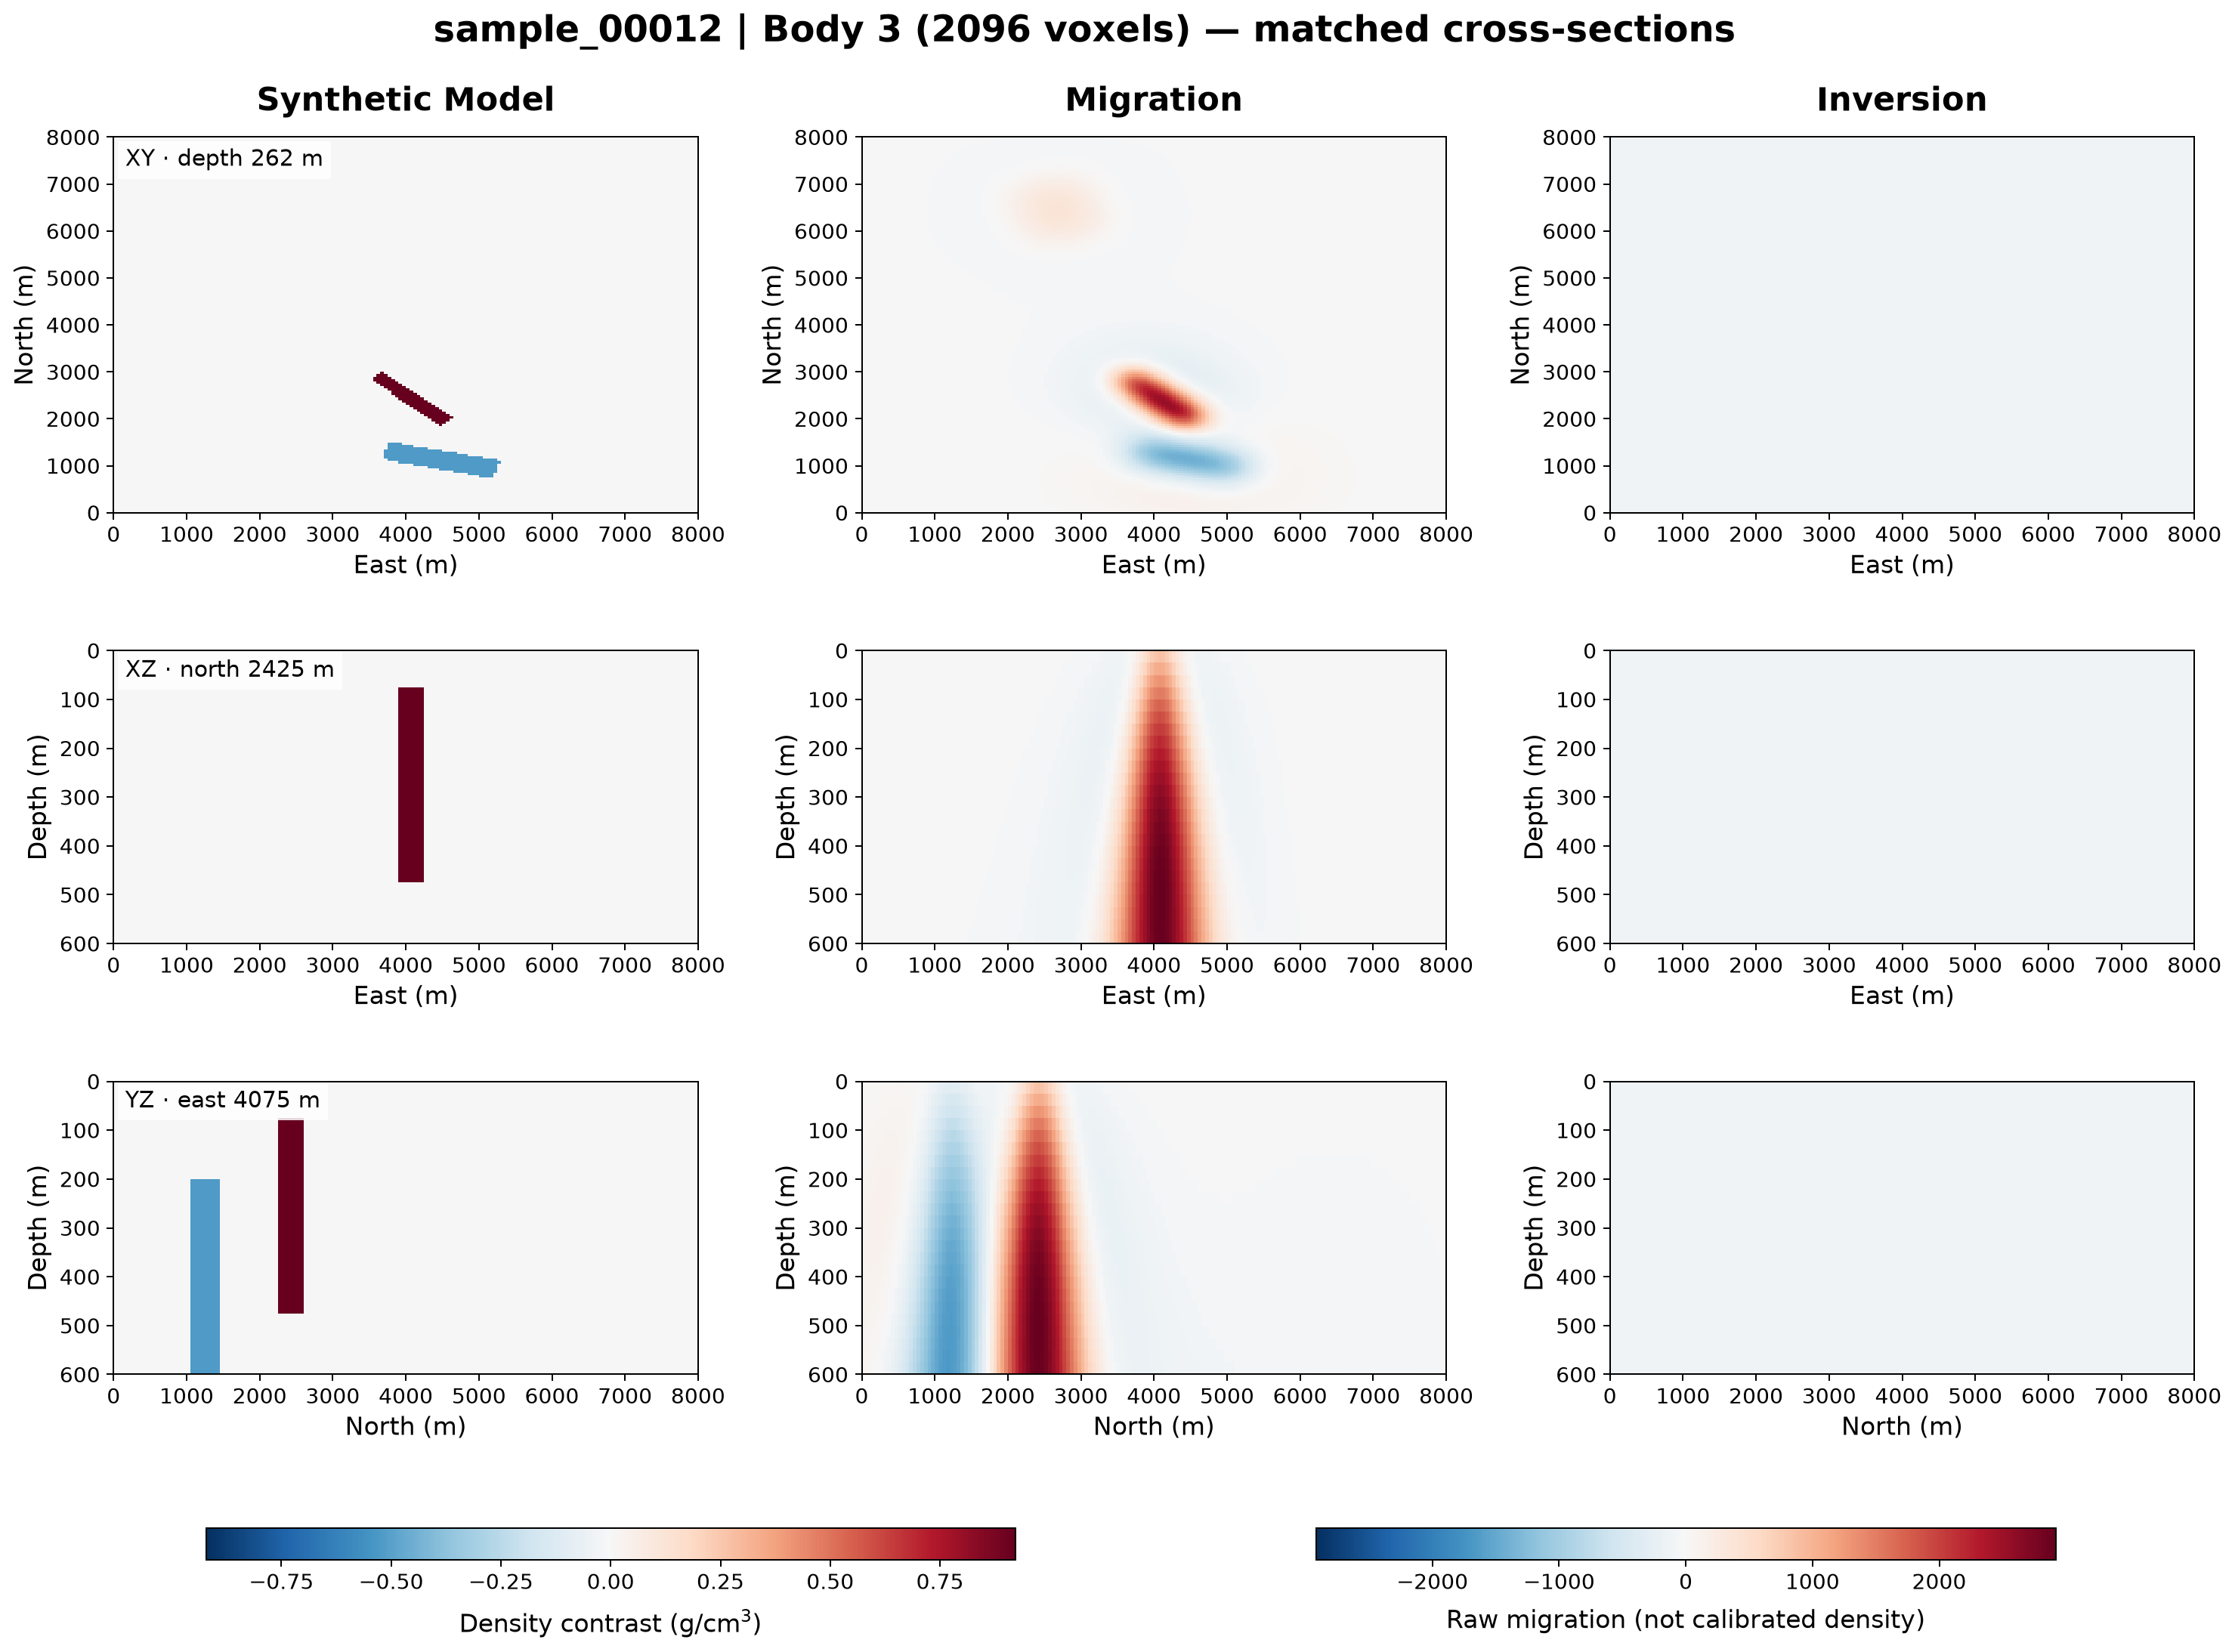 sample_00012 | Body 3 (2096 voxels) — matched cross-sections
Synthetic Model
Migration
Inversion
XY · depth 262 m
8000
7000
6000
5000
4000
3000
2000
1000
0
North (m)
0 1000 2000 3000 4000 5000 6000 7000 8000
East (m)
8000
7000
6000
5000
4000
3000
2000
1000
0
North (m)
0 1000 2000 3000 4000 5000 6000 7000 8000
East (m)
8000
7000
6000
5000
4000
3000
2000
1000
0
North (m)
0 1000 2000 3000 4000 5000 6000 7000 8000
East (m)
XZ · north 2425 m
0
100
200
300
400
500
600
Depth (m)
0 1000 2000 3000 4000 5000 6000 7000 8000
East (m)
0
100
200
300
400
500
600
Depth (m)
0 1000 2000 3000 4000 5000 6000 7000 8000
East (m)
0
100
200
300
400
500
600
Depth (m)
0 1000 2000 3000 4000 5000 6000 7000 8000
East (m)
YZ · east 4075 m
0
100
200
300
400
500
600
Depth (m)
0 1000 2000 3000 4000 5000 6000 7000 8000
North (m)
0
100
200
300
400
500
600
Depth (m)
0 1000 2000 3000 4000 5000 6000 7000 8000
North (m)
0
100
200
300
400
500
600
Depth (m)
0 1000 2000 3000 4000 5000 6000 7000 8000
North (m)
−0.75 −0.50 −0.25 0.00 0.25 0.50 0.75
Density contrast (g/cm³)
−2000 −1000 0 1000 2000
Raw migration (not calibrated density)